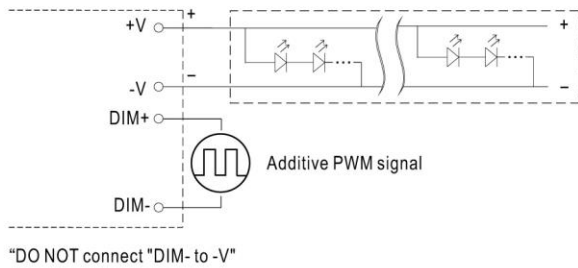 +V + +
-V – –
DIM+
Additive PWM signal
DIM-
"DO NOT connect "DIM- to -V"